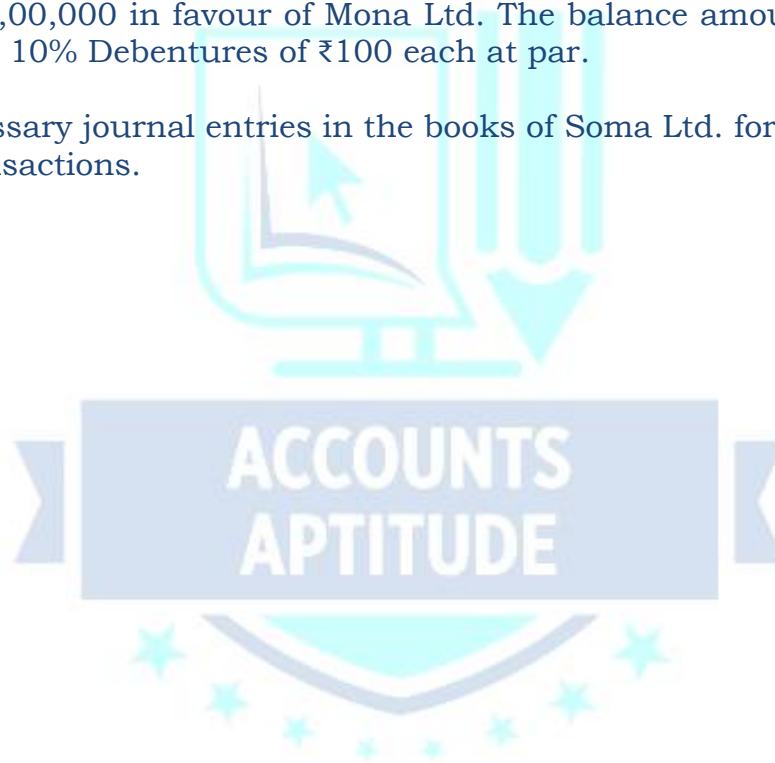 ,00,000 in favour of Mona Ltd. The balance amou
10% Debentures of ₹100 each at par.
ssary journal entries in the books of Soma Ltd. for
nsactions.
ACCOUNTS
APTITUDE